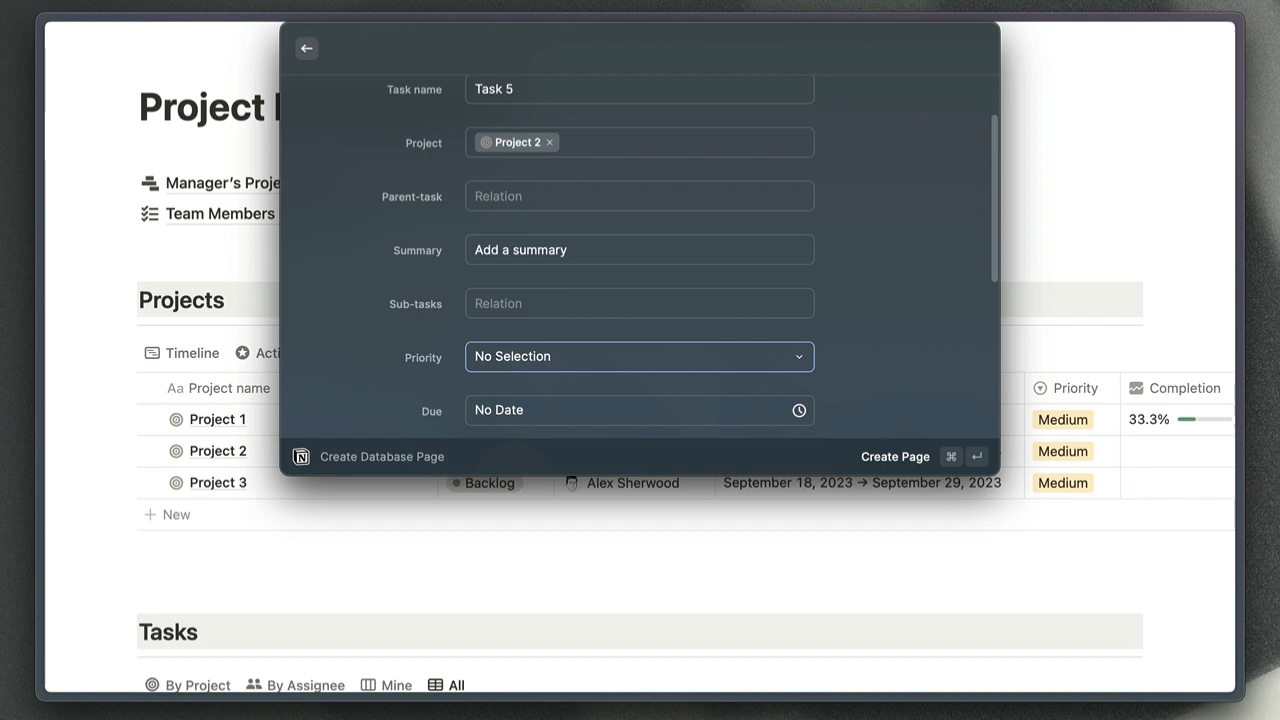 Project
Manager's Proje
Team Members
Projects
Timeline
Acti
Aa Project name
Priority
Completion
Project 1
Medium
33.3%
Project 2
Medium
Project 3
Backlog
Alex Sherwood
September 18, 2023 → September 29, 2023
Medium
+ New
Tasks
By Project
By Assignee
Mine
All
Task name
Task 5
Project
Project 2 ×
Parent-task
Relation
Summary
Add a summary
Sub-tasks
Relation
Priority
No Selection
Due
No Date
Create Database Page
Create Page ⌘ ↵